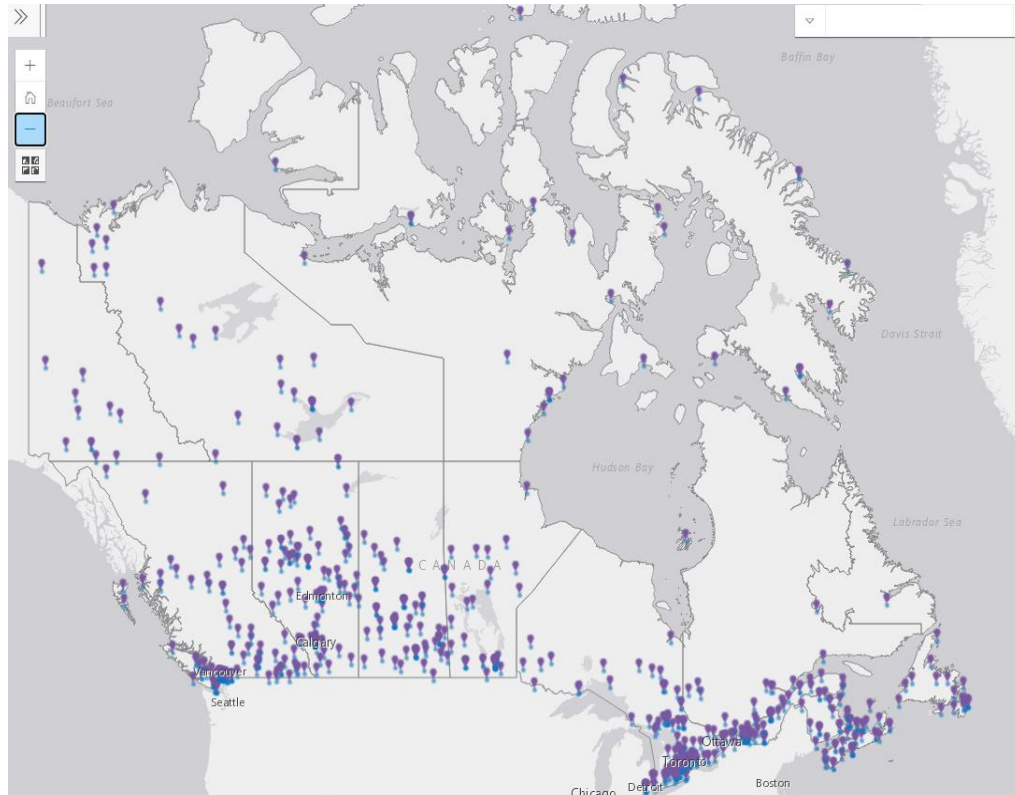 Baffin Bay
Beaufort Sea
Davis Strait
Hudson Bay
Labrador Sea
CANADA
Edmonton
Calgary
Vancouver
Seattle
Ottawa
Toronto
Detroit
Boston
Chicago